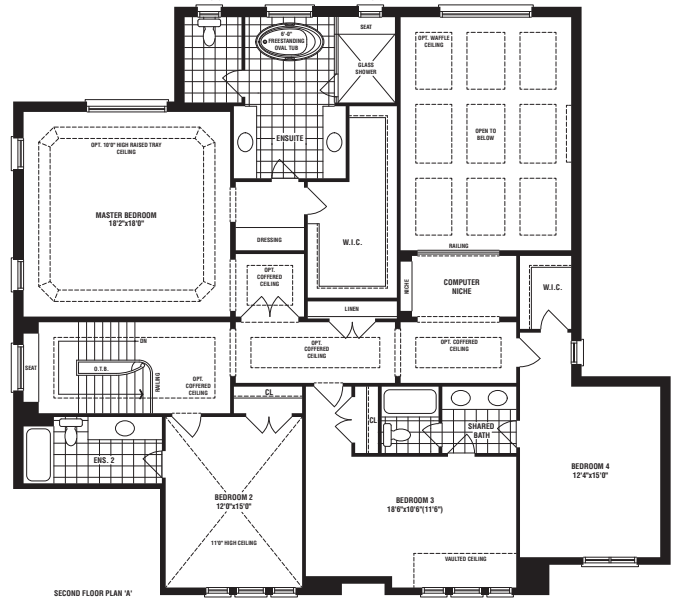 SEAT
6'-0"
FREESTANDING
OVAL TUB
GLASS
SHOWER
OPT. WAFFLE
CEILING
ENSUITE
OPEN TO
BELOW
OPT. 10'0" HIGH RAISED TRAY
CEILING
MASTER BEDROOM
18'2"x18'0"
DRESSING
W.I.C.
RAILING
OPT.
COFFERED
CEILING
NICHE
COMPUTER
NICHE
W.I.C.
LINEN
DN
OPT.
COFFERED
CEILING
OPT. COFFERED
CEILING
SEAT
O.T.B.
RAILING
OPT.
COFFERED
CEILING
CL
CL
SHARED
BATH
ENS. 2
BEDROOM 4
12'4"x15'0"
BEDROOM 2
12'0"x15'0"
BEDROOM 3
18'6"x10'6"(11'6")
11'0" HIGH CEILING
VAULTED CEILING
SECOND FLOOR PLAN 'A'